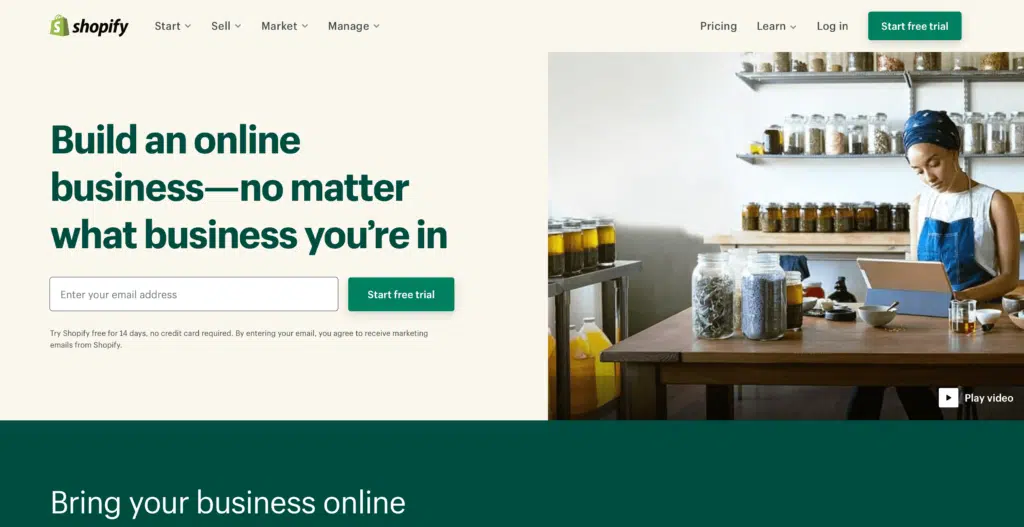 shopify Start Sell Market Manage Pricing Learn Log in Start free trial
Build an online
business—no matter
what business you're in
Enter your email address Start free trial
Try Shopify free for 14 days, no credit card required. By entering your email, you agree to receive marketing
emails from Shopify.
Play video
Bring your business online